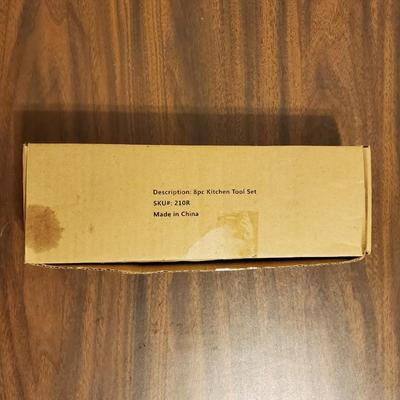 Description: 8pc Kitchen Tool Set
SKU#: 210R
Made in China